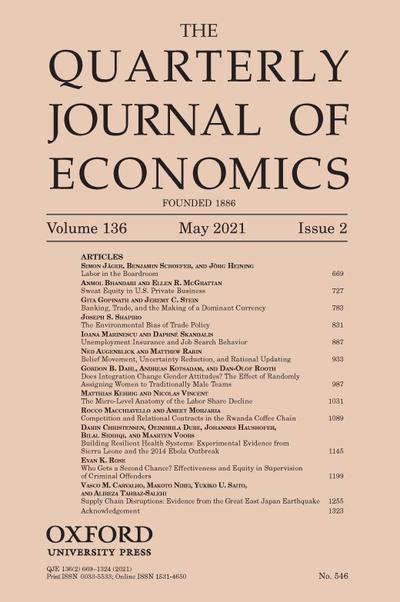 THE
QUARTERLY
JOURNAL OF
ECONOMICS
FOUNDED 1886
Volume 136 May 2021 Issue 2
ARTICLES
Simon Jäger, Benjamin Schoefer, and Jörg Heining
Labor in the Boardroom 669
Anmol Bhandari and Ellen R. McGrattan
Sweat Equity in U.S. Private Business 727
Gita Gopinath and Jeremy C. Stein
Banking, Trade, and the Making of a Dominant Currency 783
Joseph S. Shapiro
The Environmental Bias of Trade Policy 831
Ioana Marinescu and Daphné Skandalis
Unemployment Insurance and Job Search Behavior 887
Ned Augenblick and Matthew Rabin
Belief Movement, Uncertainty Reduction, and Rational Updating 933
Gordon B. Dahl, Andreas Kotsadam, and Dan-Olof Rooth
Does Integration Change Gender Attitudes? The Effect of Randomly
Assigning Women to Traditionally Male Teams 987
Matthias Kehrig and Nicolas Vincent
The Micro-Level Anatomy of the Labor Share Decline 1031
Rocco Macchiavello and Ameet Morjaria
Competition and Relational Contracts in the Rwanda Coffee Chain 1089
Darin Christensen, Oeindrila Dube, Johannes Haushofer,
Bilal Siddiqi, and Maarten Voors
Building Resilient Health Systems: Experimental Evidence from
Sierra Leone and the 2014 Ebola Outbreak 1145
Evan K. Rose
Who Gets a Second Chance? Effectiveness and Equity in Supervision
of Criminal Offenders 1199
Vasco M. Carvalho, Makoto Nirei, Yukiko U. Saito,
and Alireza Tahbaz-Salehi
Supply Chain Disruptions: Evidence from the Great East Japan Earthquake 1255
Acknowledgement 1323
OXFORD
UNIVERSITY PRESS
QJE 136(2) 669–1324 (2021)
Print ISSN 0033-5533; Online ISSN 1531-4650 No. 546